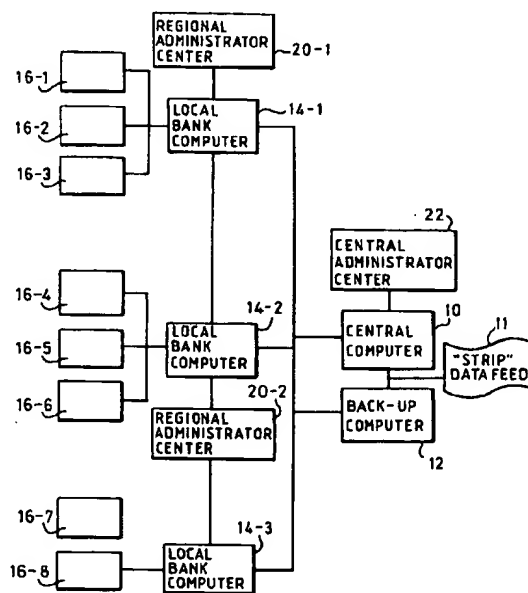 REGIONAL
ADMINISTRATOR
CENTER
20-1
16-1
16-2
16-3
LOCAL
BANK
COMPUTER
14-1
22
CENTRAL
ADMINISTRATOR
CENTER
16-4
16-5
16-6
LOCAL
BANK
COMPUTER
14-2
10
CENTRAL
COMPUTER
11
"STRIP"
DATA FEED
20-2
REGIONAL
ADMINISTRATOR
CENTER
BACK-UP
COMPUTER
12
16-7
16-8
14-3
LOCAL
BANK
COMPUTER